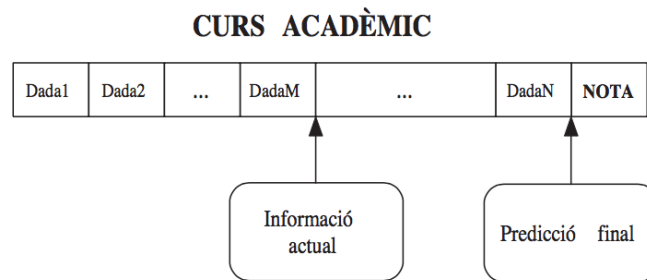 CURS ACADÈMIC
Dada1 Dada2 ... DadaM ... DadaN NOTA
Informació
actual
Predicció final